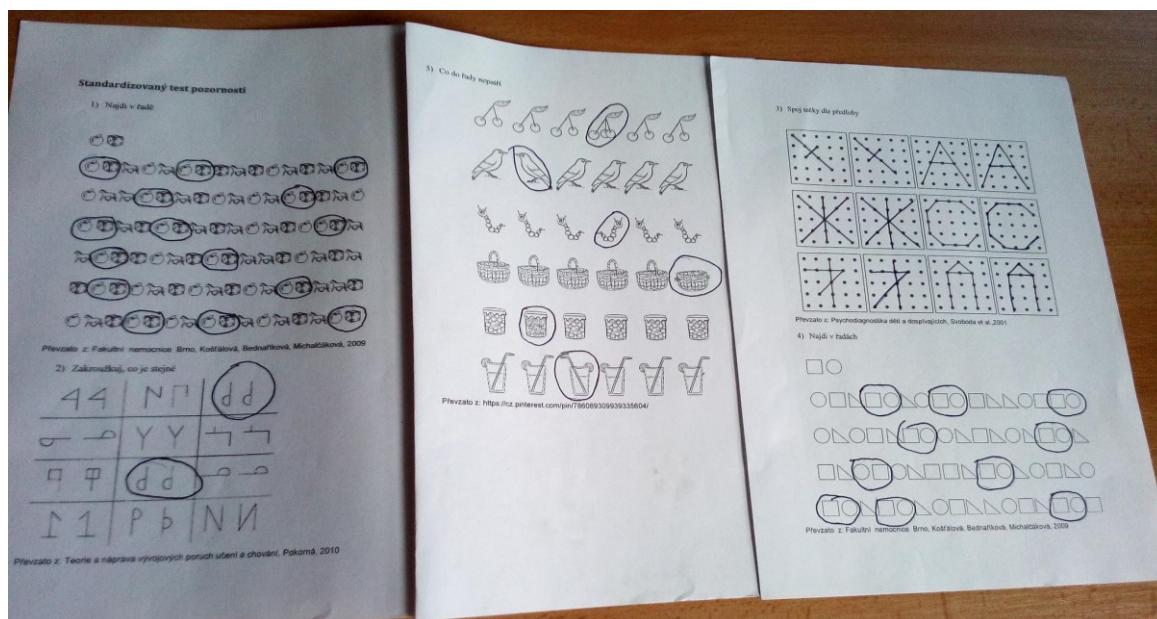 Standardizovaný test pozornosti
1) Najdi v řadě
Převzato z: Fakultní nemocnice Brno, Košťálová, Bednaříková, Michalčáková, 2009
2) Zakroužkuj, co je stejné
Převzato z: Teorie a náprava vývojových poruch učení a chování, Pokorná, 2010
5) Co do řady nepatří
Převzato z: https://cz.pinterest.com/pin/786089309939335604/
3) Spoj tečky dle předlohy
Převzato z: Psychodiagnostika dětí a dospívajících, Svoboda et al.,2001
4) Najdi v řadách
Převzato z: Fakultní nemocnice Brno, Košťálová, Bednaříková, Michalčáková, 2009